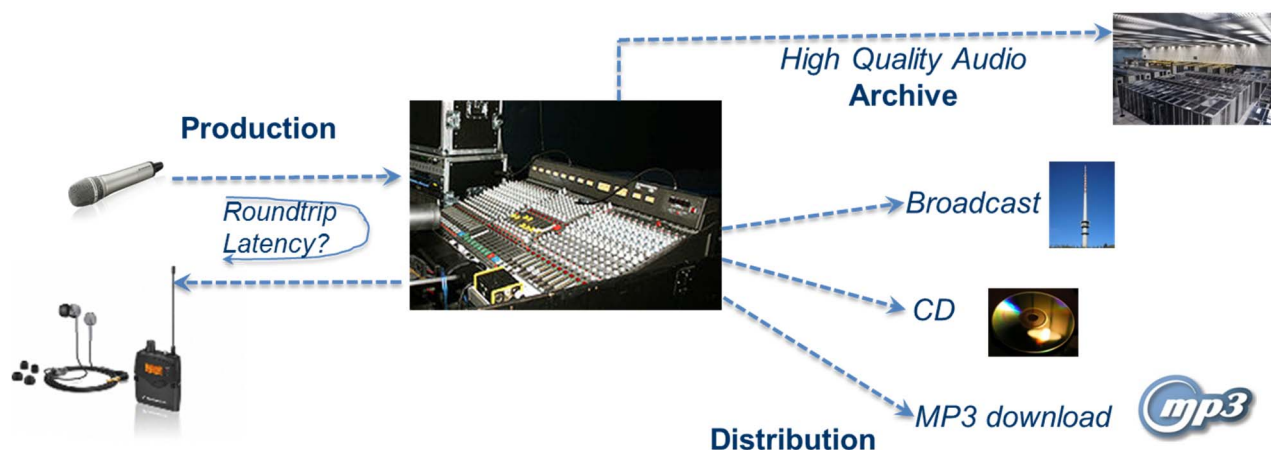 High Quality Audio
Archive
Production
Roundtrip
Latency?
Broadcast
CD
MP3 download
mp3
Distribution